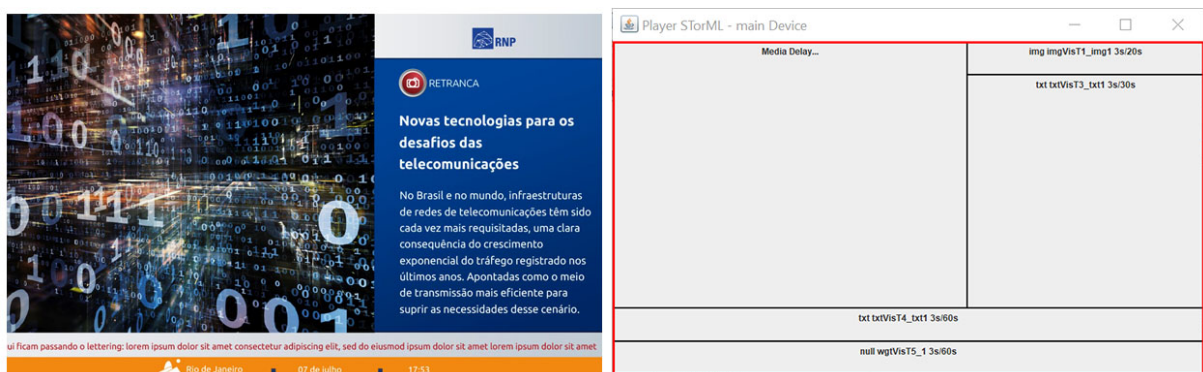 RNP
RETRANCA
Novas tecnologias para os
desafios das
telecomunicações
No Brasil e no mundo, infraestruturas
de redes de telecomunicações têm sido
cada vez mais requisitadas, uma clara
consequência do crescimento
exponencial do tráfego registrado nos
últimos anos. Apontadas como o meio
de transmissão mais eficiente para
suprir as necessidades desse cenário.
ui ficam passando o lettering: lorem ipsum dolor sit amet consectetur adipiscing elit, sed do eiusmod ipsum dolor sit amet lorem ipsum dolor sit amet
Rio de Janeiro 07 de julho 17:53
Player STorML - main Device
Media Delay...
img imgVisT1_img1 3s/20s
txt txtVisT3_txt1 3s/30s
txt txtVisT4_txt1 3s/60s
null wgtVisT5_1 3s/60s